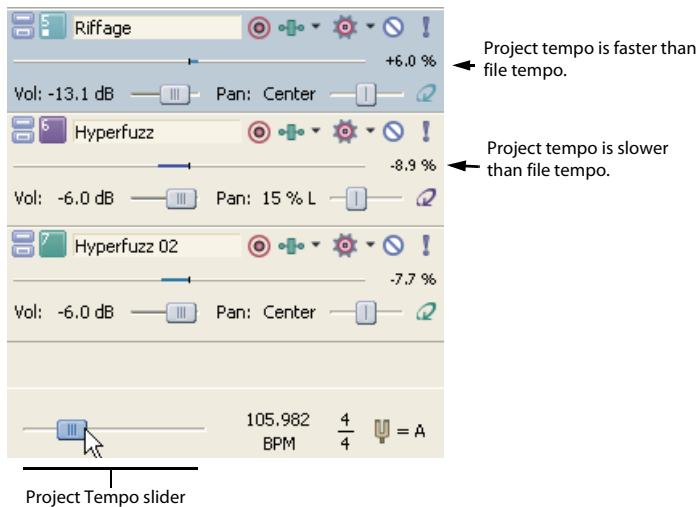 5 Riffage
+6.0 %
Project tempo is faster than
file tempo.
Vol: -13.1 dB Pan: Center
6 Hyperfuzz
-8.9 %
Project tempo is slower
than file tempo.
Vol: -6.0 dB Pan: 15 % L
7 Hyperfuzz 02
-7.7 %
Vol: -6.0 dB Pan: Center
105.982 4 = A
BPM 4
Project Tempo slider